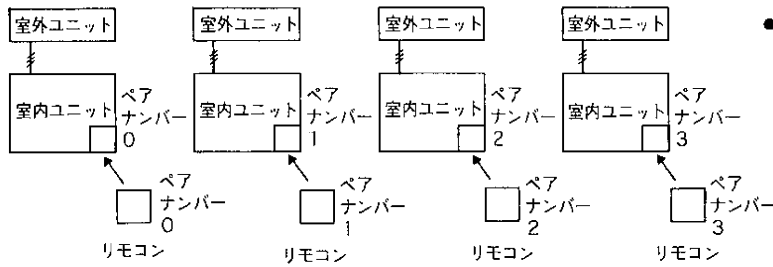 室外ユニット 室外ユニット 室外ユニット 室外ユニット
室内ユニット ペア ナンバー 0 室内ユニット ペア ナンバー 1 室内ユニット ペア ナンバー 2 室内ユニット ペア ナンバー 3
ペア ナンバー 0 ペア ナンバー 1 ペア ナンバー 2 ペア ナンバー 3
リモコン リモコン リモコン リモコン